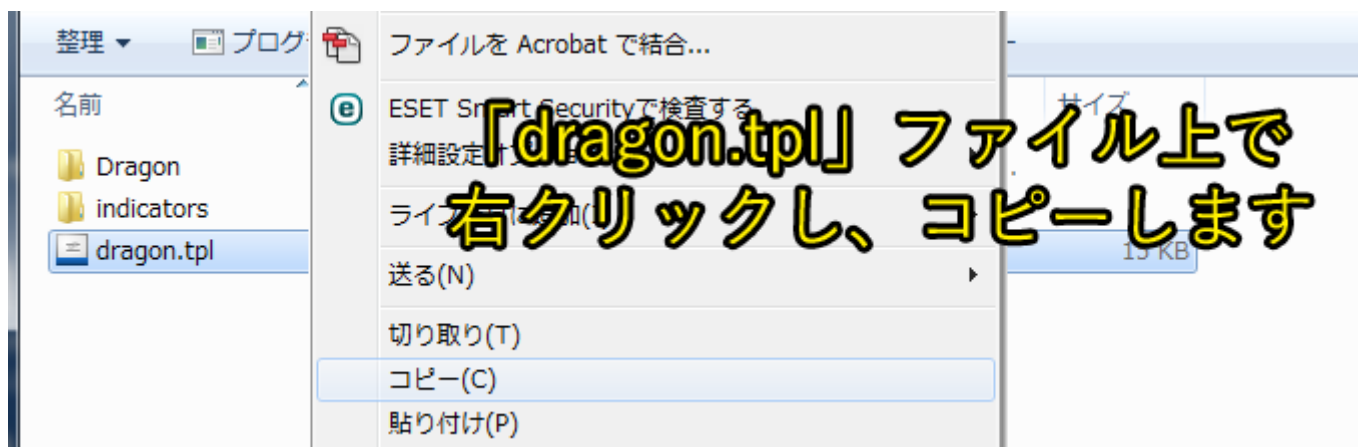 整理
プログ
ファイルを Acrobat で結合...
名前
ESET Smart Securityで検査する
サイズ
「dragon.tpl」ファイル上で
詳細設定
Dragon
右クリックし、コピーします
indicators
dragon.tpl
15 KB
送る(N)
切り取り(T)
コピー(C)
貼り付け(P)